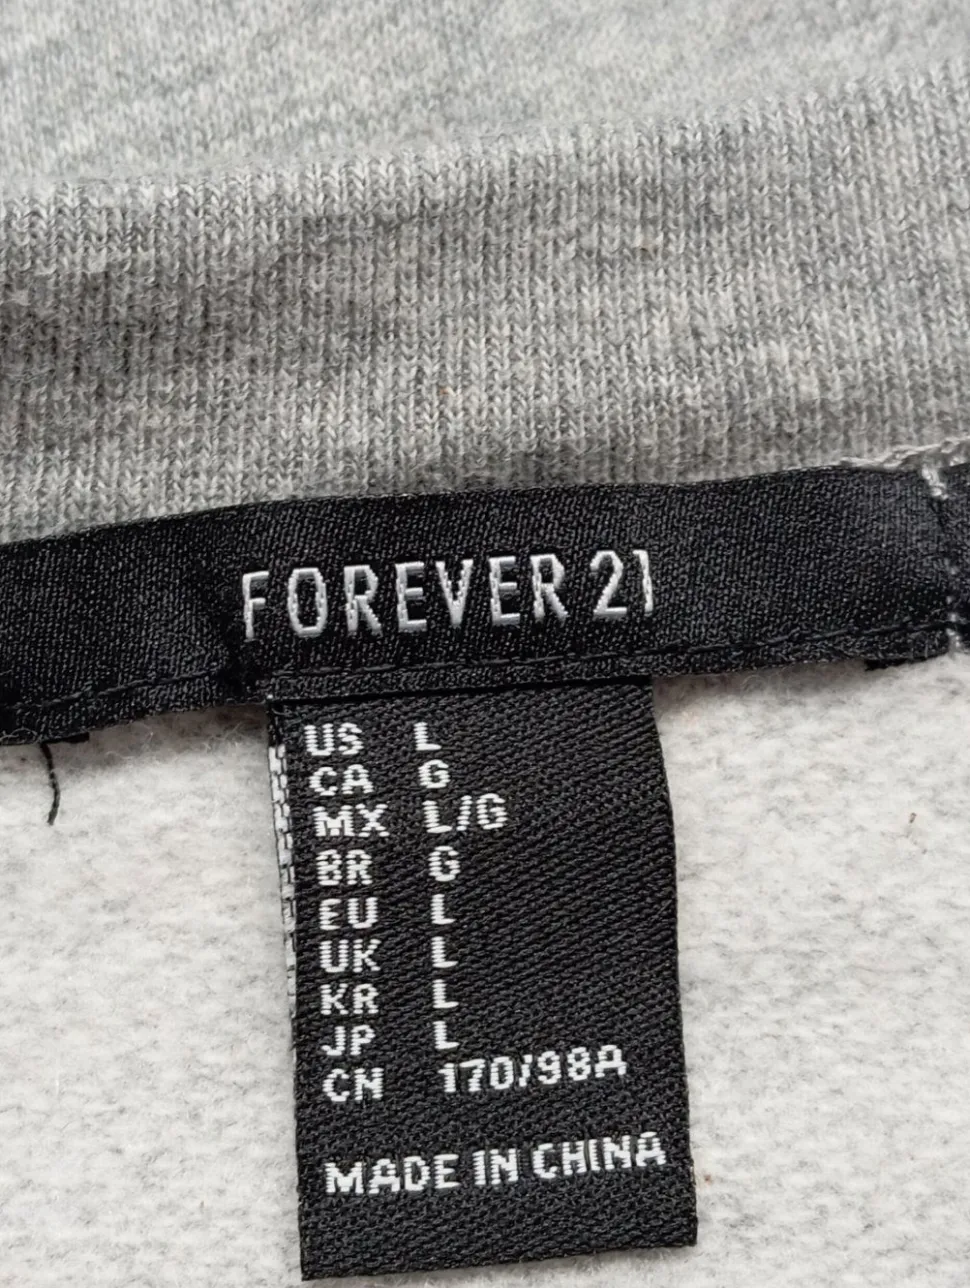 FOREVER 21
US L
CA G
MX L/G
BR G
EU L
UK L
KR L
JP L
CN 170/98A
MADE IN CHINA